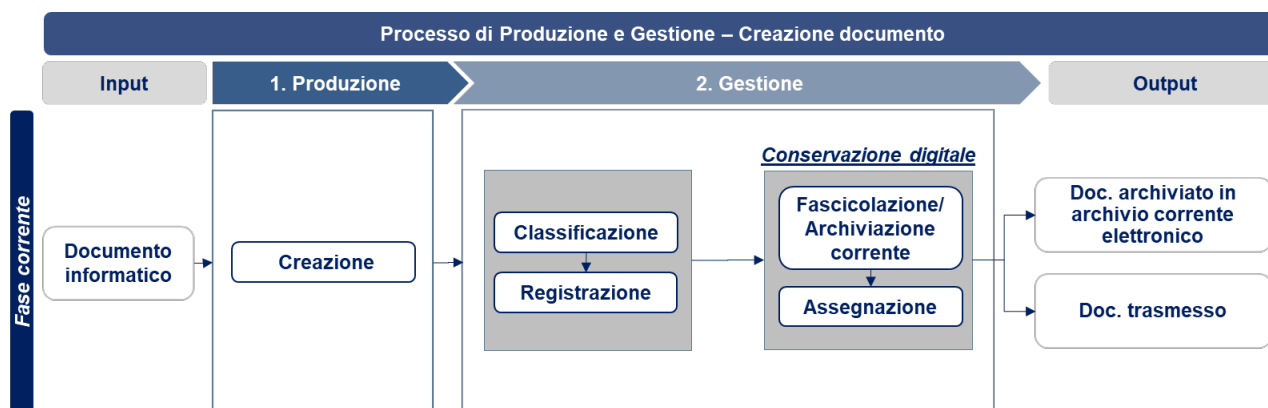 Processo di Produzione e Gestione – Creazione documento
Input
1. Produzione
2. Gestione
Output
Fase corrente
Documento
informatico
Creazione
Classificazione
Registrazione
Conservazione digitale
Fascicolazione/
Archiviazione
corrente
Assegnazione
Doc. archiviato in
archivio corrente
elettronico
Doc. trasmesso